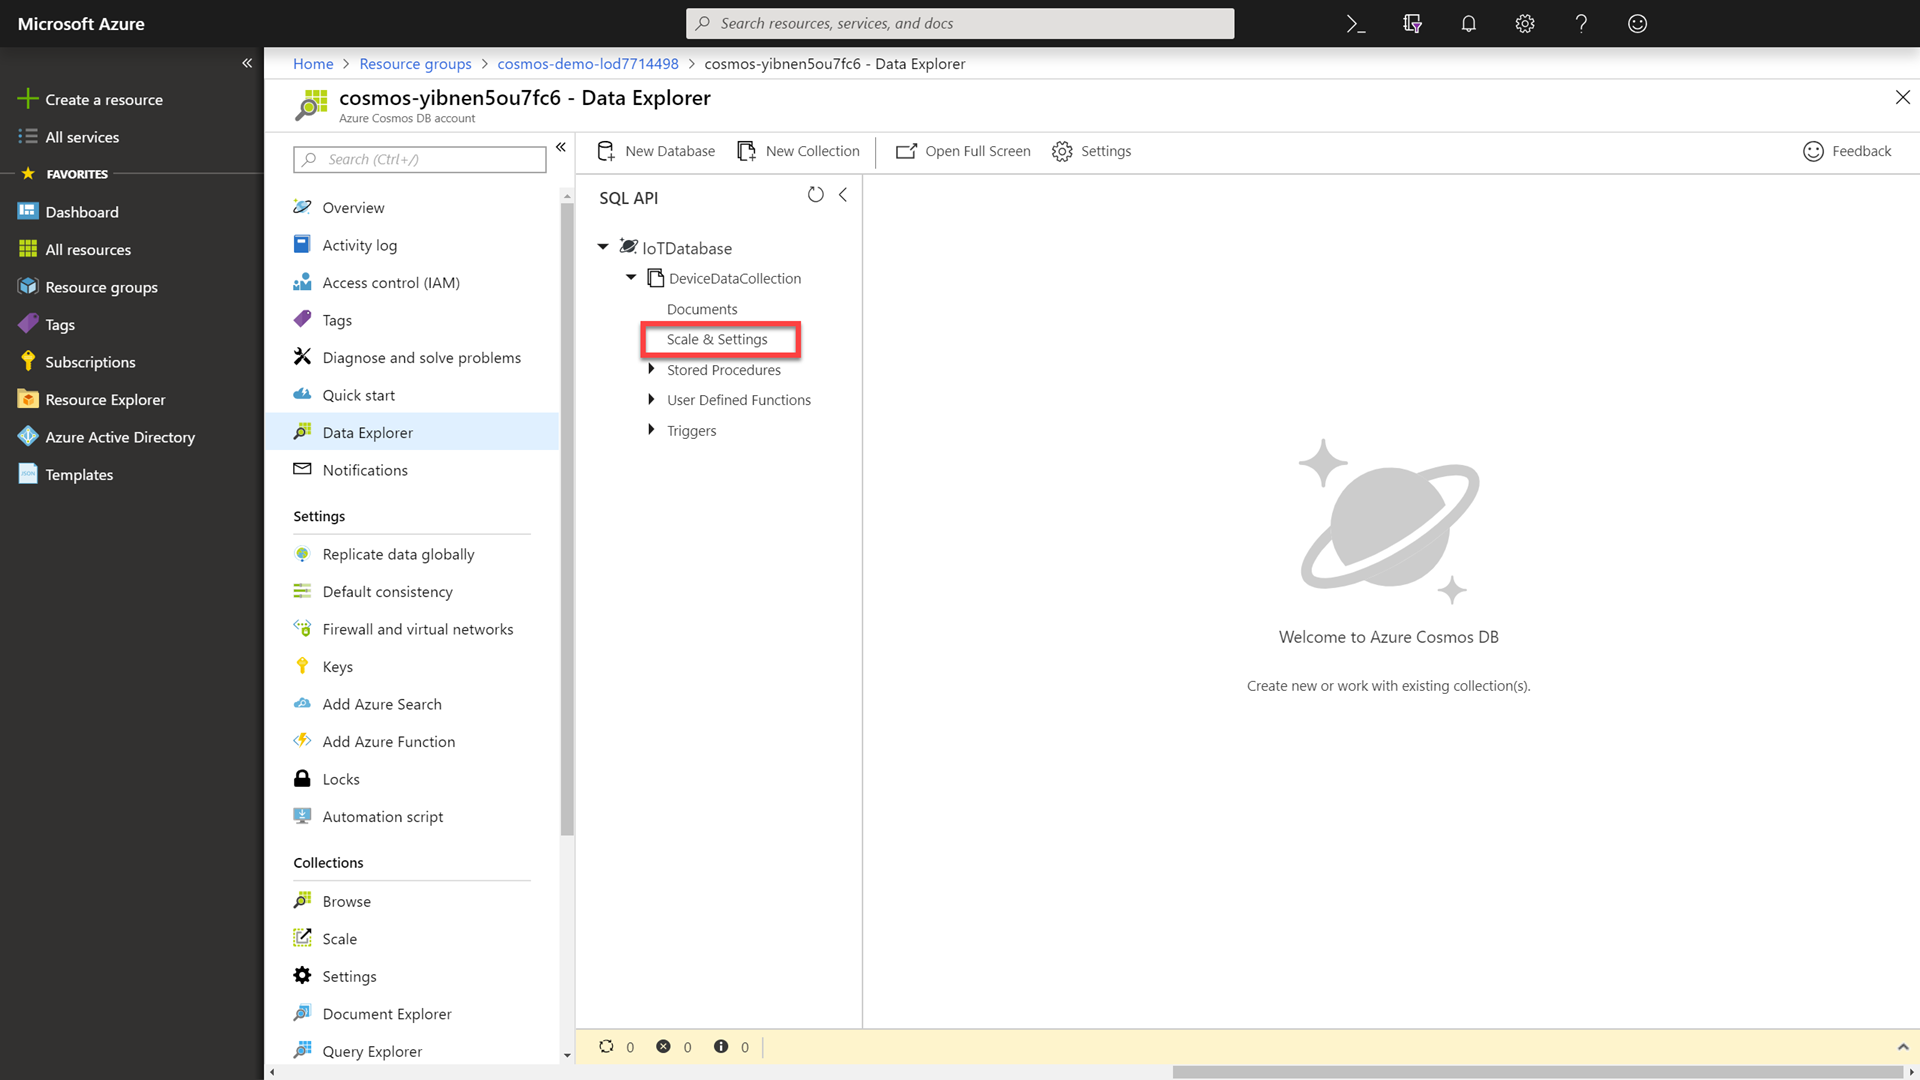 Microsoft Azure
Search resources, services, and docs
Create a resource
All services
FAVORITES
Dashboard
All resources
Resource groups
Tags
Subscriptions
Resource Explorer
Azure Active Directory
Templates
Home > Resource groups > cosmos-demo-lod7714498 > cosmos-yibnen5ou7fc6 - Data Explorer
cosmos-yibnen5ou7fc6 - Data Explorer
Azure Cosmos DB account
Search (Ctrl+/)
Overview
Activity log
Access control (IAM)
Tags
Diagnose and solve problems
Quick start
Data Explorer
Notifications
Settings
Replicate data globally
Default consistency
Firewall and virtual networks
Keys
Add Azure Search
Add Azure Function
Locks
Automation script
Collections
Browse
Scale
Settings
Document Explorer
Query Explorer
New Database New Collection Open Full Screen Settings Feedback
SQL API
IoTDatabase
DeviceDataCollection
Documents
Scale & Settings
Stored Procedures
User Defined Functions
Triggers
Welcome to Azure Cosmos DB
Create new or work with existing collection(s).
0 0 0